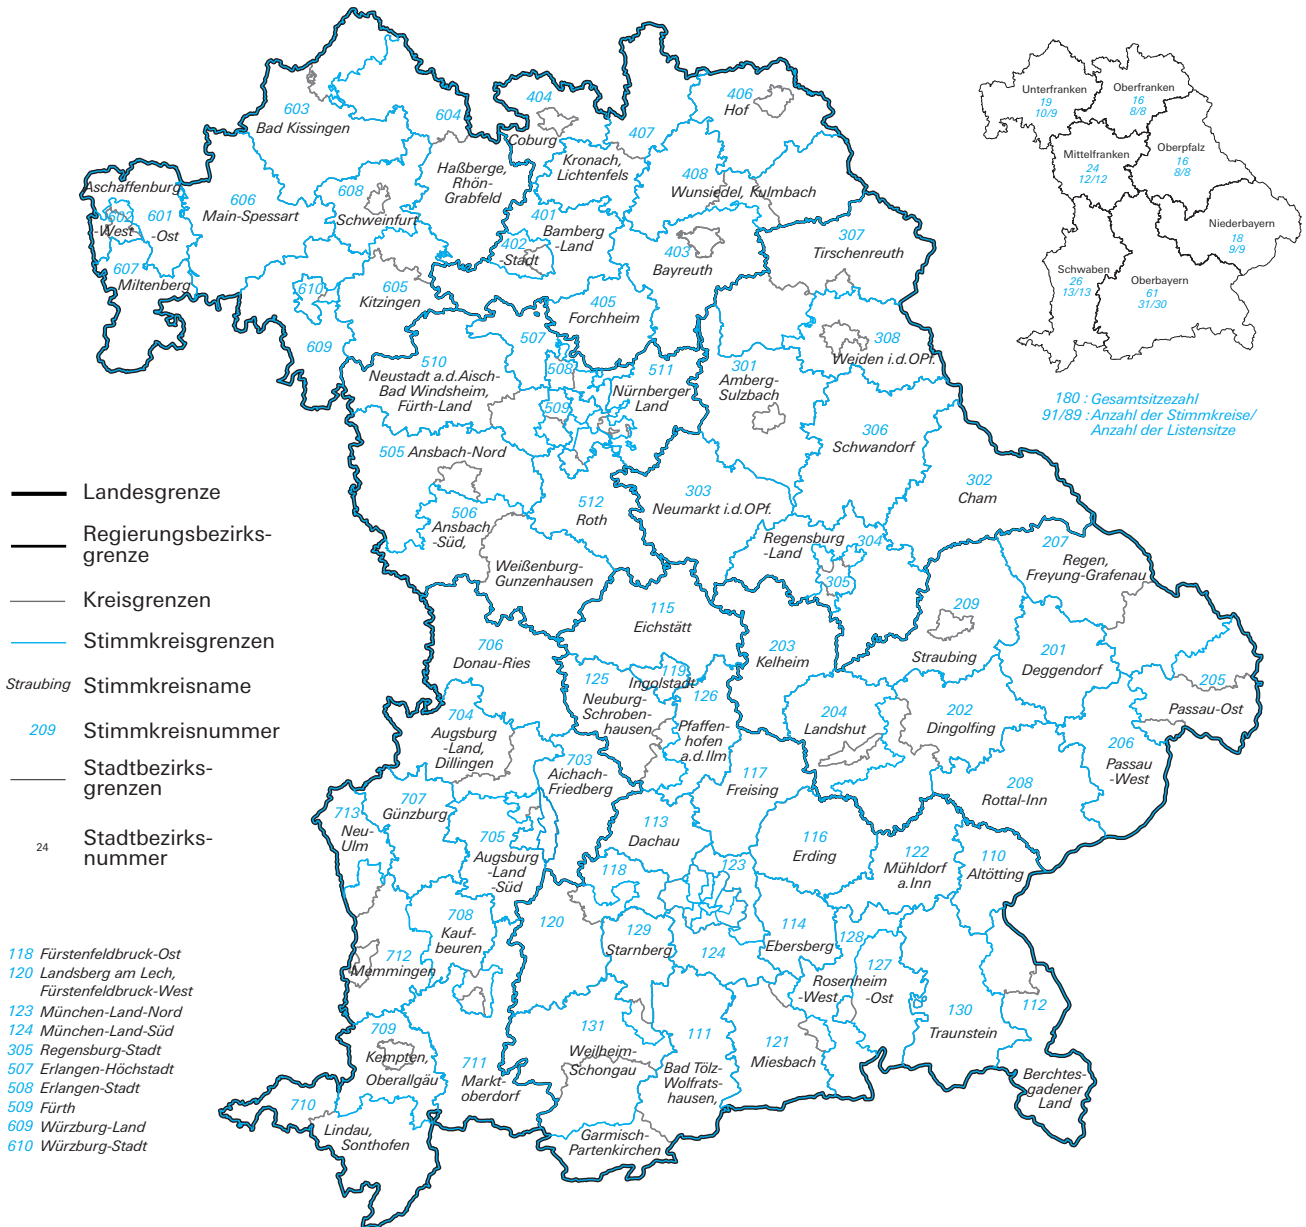 603
Bad Kissingen
604
404
Coburg
406
Hof
407
Kronach,
Lichtenfels
Haßberge,
Rhön-
Grabfeld
408
Wunsiedel, Kulmbach
Aschaffenburg
602
-West
601
-Ost
606
Main-Spessart
608
Schweinfurt
401
Bamberg
-Land
402
-Stadt
403
Bayreuth
307
Tirschenreuth
607
Miltenberg
610
605
Kitzingen
405
Forchheim
609
507
508
511
Nürnberger
Land
510
Neustadt a.d.Aisch-
Bad Windsheim,
Fürth-Land
509
301
Amberg-
Sulzbach
308
Weiden i.d.OPf.
505 Ansbach-Nord
306
Schwandorf
506
Ansbach
-Süd,
512
Roth
303
Neumarkt i.d.OPf.
302
Cham
Weißenburg-
Gunzenhausen
Regensburg
-Land
304
305
207
Regen,
Freyung-Grafenau
115
Eichstätt
209
Straubing
706
Donau-Ries
203
Kelheim
201
Deggendorf
119
Ingolstadt
125
Neuburg-
Schroben-
hausen
126
Pfaffen-
hofen
a.d.Ilm
205
Passau-Ost
704
Augsburg
-Land,
Dillingen
204
Landshut
202
Dingolfing
206
Passau
-West
703
Aichach-
Friedberg
117
Freising
208
Rottal-Inn
713
Neu-
Ulm
707
Günzburg
705
Augsburg
-Land
-Süd
113
Dachau
116
Erding
122
Mühldorf
a.Inn
110
Altötting
118
123
120
708
Kauf-
beuren
129
Starnberg
124
114
Ebersberg
128
712
Memmingen
127
Rosenheim
-West
-Ost
130
Traunstein
112
709
Kempten,
Oberallgäu
711
Markt-
oberdorf
131
Weilheim-
Schongau
111
Bad Tölz-
Wolfrats-
hausen,
121
Miesbach
Berchtes-
gadener
Land
710
Lindau,
Sonthofen
Garmisch-
Partenkirchen
Unterfranken
19
10/9
Oberfranken
16
8/8
Mittelfranken
24
12/12
Oberpfalz
16
8/8
Niederbayern
18
9/9
Schwaben
26
13/13
Oberbayern
61
31/30
180 : Gesamtsitzezahl
91/89 : Anzahl der Stimmkreise/
Anzahl der Listensitze
Landesgrenze
Regierungsbezirks-
grenze
Kreisgrenzen
Stimmkreisgrenzen
Straubing Stimmkreisname
209 Stimmkreisnummer
Stadtbezirks-
grenzen
24 Stadtbezirks-
nummer
118 Fürstenfeldbruck-Ost
120 Landsberg am Lech,
Fürstenfeldbruck-West
123 München-Land-Nord
124 München-Land-Süd
305 Regensburg-Stadt
507 Erlangen-Höchstadt
508 Erlangen-Stadt
509 Fürth
609 Würzburg-Land
610 Würzburg-Stadt